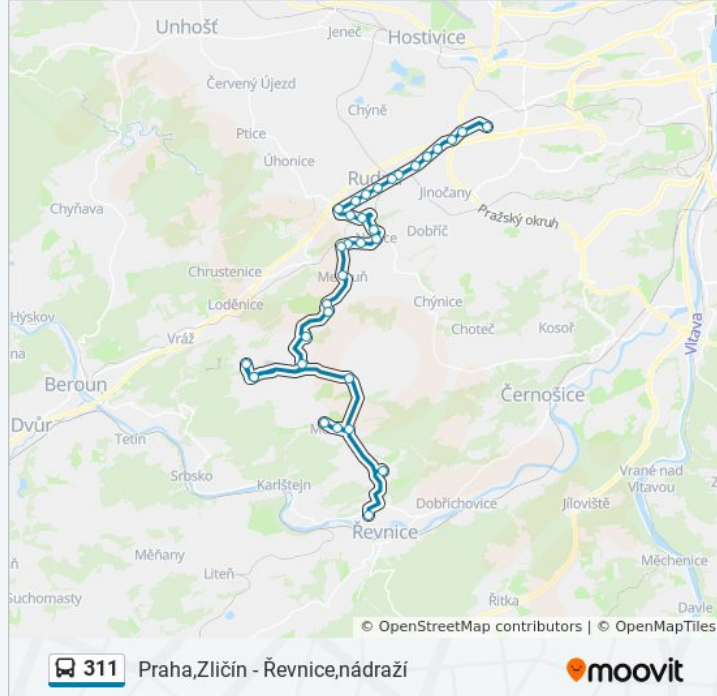 Unhošť
Jeneč
Hostivice
Červený Újezd
Chýně
Ptice
Úhonice
Jinočany
Chyňava
Pražský okruh
Dobříč
Chrustenice
Chýnice
Loděnice
Hýskov
Choteč
Kosoř
Vltava
Vráž
Beroun
Černošice
Dvůr
Tetín
Srbsko
Vrané nad
Vltavou
Karlštejn
Dobřichovice
Jíloviště
Řevnice
Měňany
Měchenice
Liteň
Řitka
Suchomasty
Davle
© OpenStreetMap contributors | © OpenMapTiles
311 Praha,Zličín - Řevnice,nádraží
moovit